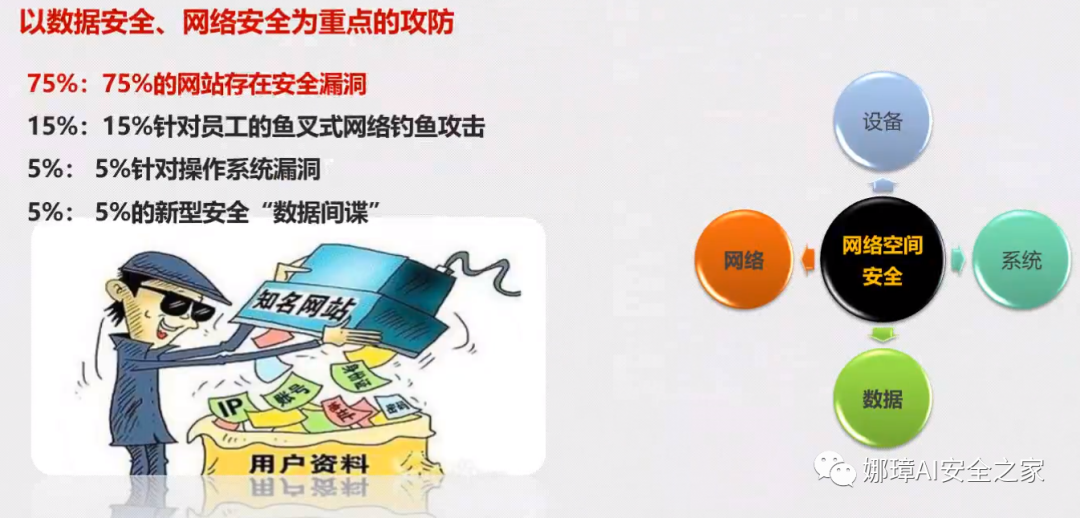 以数据安全、网络安全为重点的攻防
75%：75%的网站存在安全漏洞
15%：15%针对员工的鱼叉式网络钓鱼攻击
5%： 5%针对操作系统漏洞
5%： 5%的新型安全“数据间谍”
知名网站
IP
账号
身份证
地址
密码
用户资料
设备
网络
网络空间
安全
系统
数据
娜璋AI安全之家